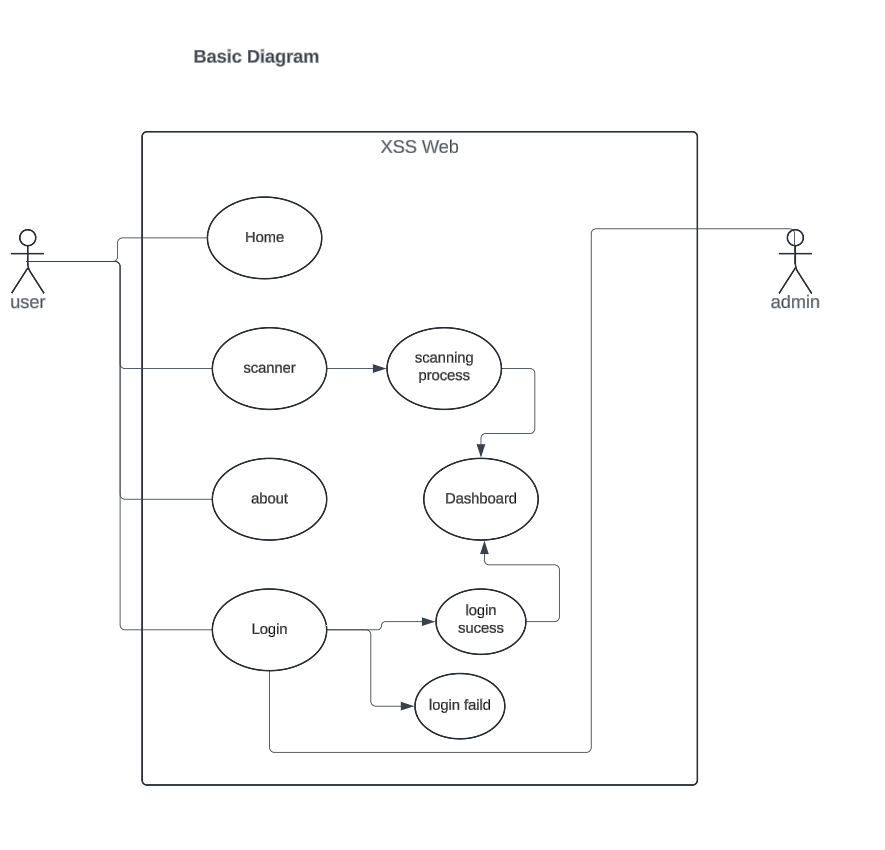 Basic Diagram
XSS Web
Home
user
admin
scanner
scanning
process
about
Dashboard
Login
login
sucess
login faild